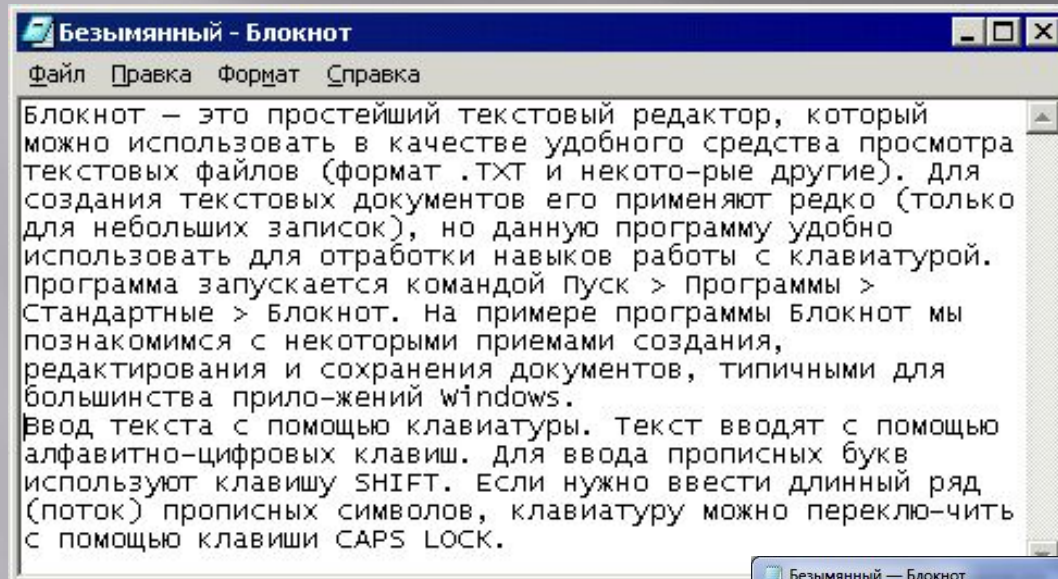 Безымянный - Блокнот
Файл Правка Формат Справка
Блокнот — это простейший текстовый редактор, который
можно использовать в качестве удобного средства просмотра
текстовых файлов (формат .TXT и некото-рые другие). Для
создания текстовых документов его применяют редко (только
для небольших записок), но данную программу удобно
использовать для отработки навыков работы с клавиатурой.
Программа запускается командой Пуск > Программы >
Стандартные > Блокнот. На примере программы Блокнот мы
познакомимся с некоторыми приемами создания,
редактирования и сохранения документов, типичными для
большинства прило-жений Windows.
Ввод текста с помощью клавиатуры. Текст вводят с помощью
алфавитно-цифровых клавиш. Для ввода прописных букв
используют клавишу SHIFT. Если нужно ввести длинный ряд
(поток) прописных символов, клавиатуру можно переклю-чить
с помощью клавиши CAPS LOCK.
Безымянный — Блокнот